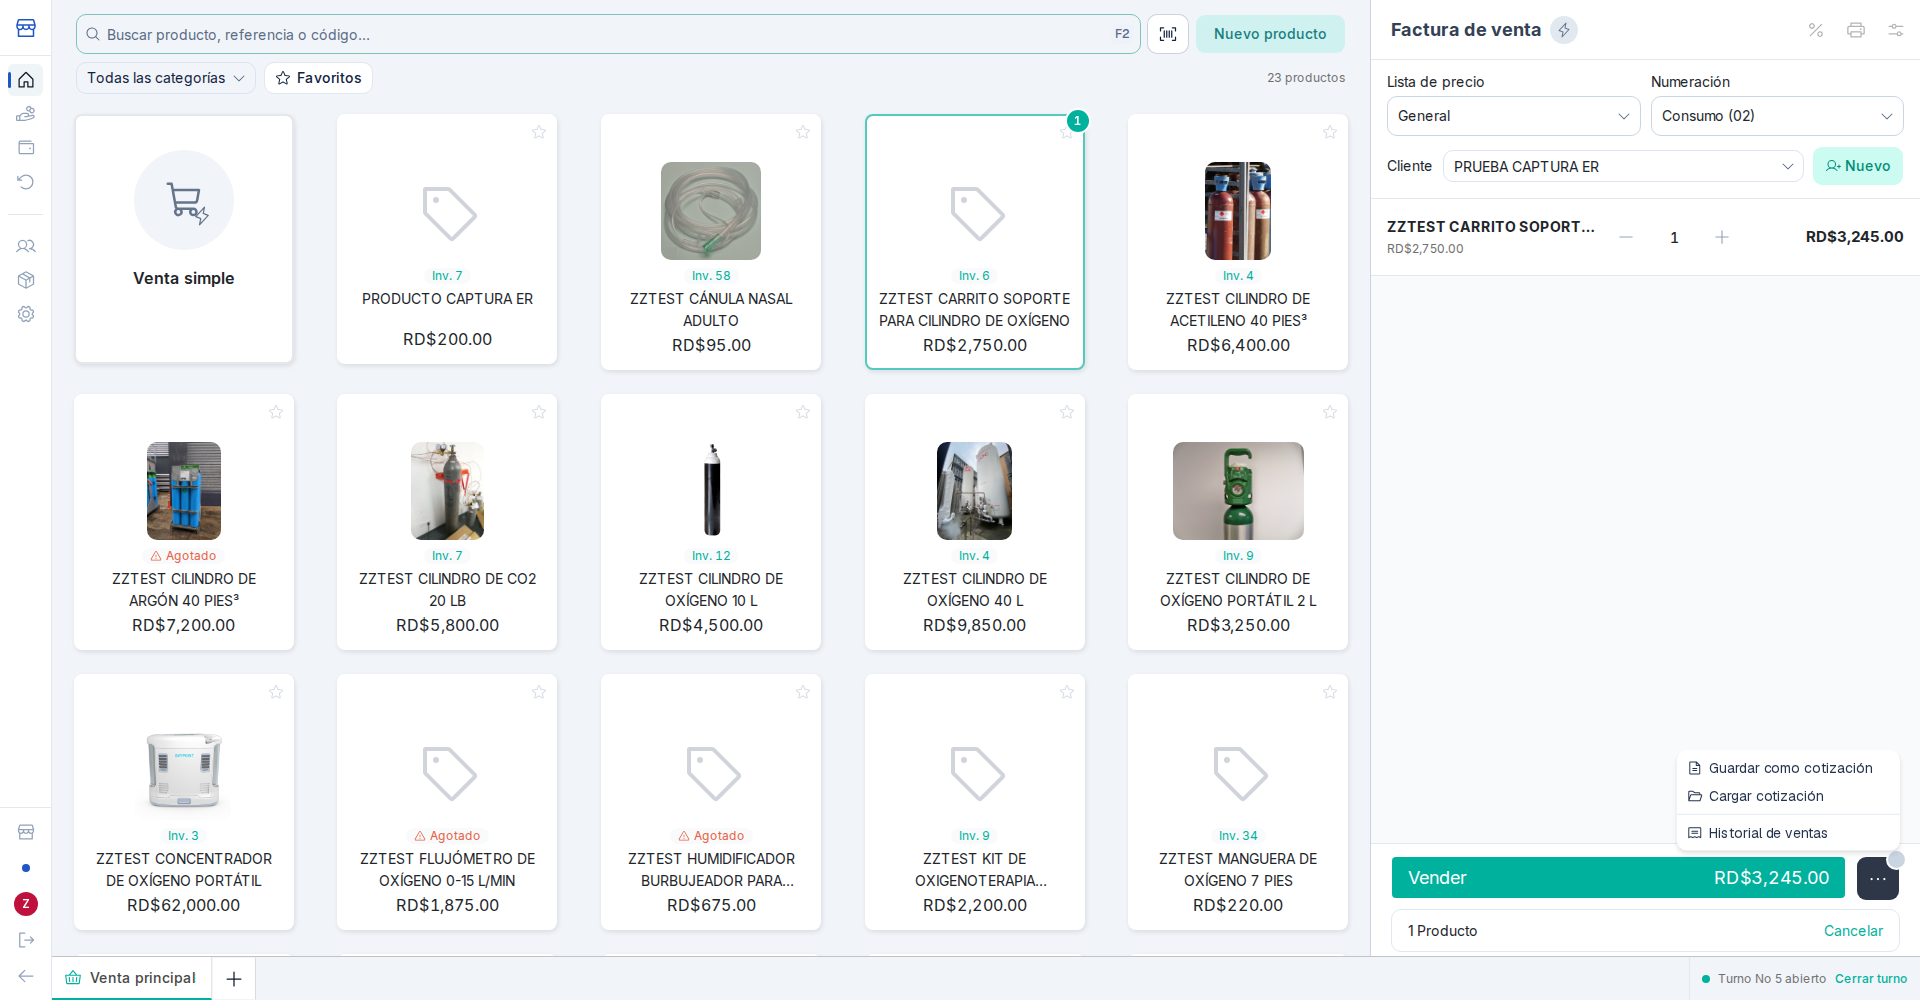 Buscar producto, referencia o código...
F2
Nuevo producto
Todas las categorías
Favoritos
23 productos
Venta simple
Inv. 7
PRODUCTO CAPTURA ER
RD$200.00
Inv. 58
ZZTEST CÁNULA NASAL
ADULTO
RD$95.00
1
Inv. 6
ZZTEST CARRITO SOPORTE
PARA CILINDRO DE OXÍGENO
RD$2,750.00
Inv. 4
ZZTEST CILINDRO DE
ACETILENO 40 PIES³
RD$6,400.00
Agotado
ZZTEST CILINDRO DE
ARGÓN 40 PIES³
RD$7,200.00
Inv. 7
ZZTEST CILINDRO DE CO2
20 LB
RD$5,800.00
Inv. 12
ZZTEST CILINDRO DE
OXÍGENO 10 L
RD$4,500.00
Inv. 4
ZZTEST CILINDRO DE
OXÍGENO 40 L
RD$9,850.00
Inv. 9
ZZTEST CILINDRO DE
OXÍGENO PORTÁTIL 2 L
RD$3,250.00
Inv. 3
ZZTEST CONCENTRADOR
DE OXÍGENO PORTÁTIL
RD$62,000.00
Agotado
ZZTEST FLUJÓMETRO DE
OXÍGENO 0-15 L/MIN
RD$1,875.00
Agotado
ZZTEST HUMIDIFICADOR
BURBUJEADOR PARA...
RD$675.00
Inv. 9
ZZTEST KIT DE
OXIGENOTERAPIA...
RD$2,200.00
Inv. 34
ZZTEST MANGUERA DE
OXÍGENO 7 PIES
RD$220.00
Z
Venta principal
Factura de venta
Lista de precio
General
Numeración
Consumo (02)
Cliente
PRUEBA CAPTURA ER
Nuevo
ZZTEST CARRITO SOPORT...
RD$2,750.00
1
RD$3,245.00
Guardar como cotización
Cargar cotización
Historial de ventas
Vender
RD$3,245.00
1 Producto
Cancelar
Turno No 5 abierto
Cerrar turno